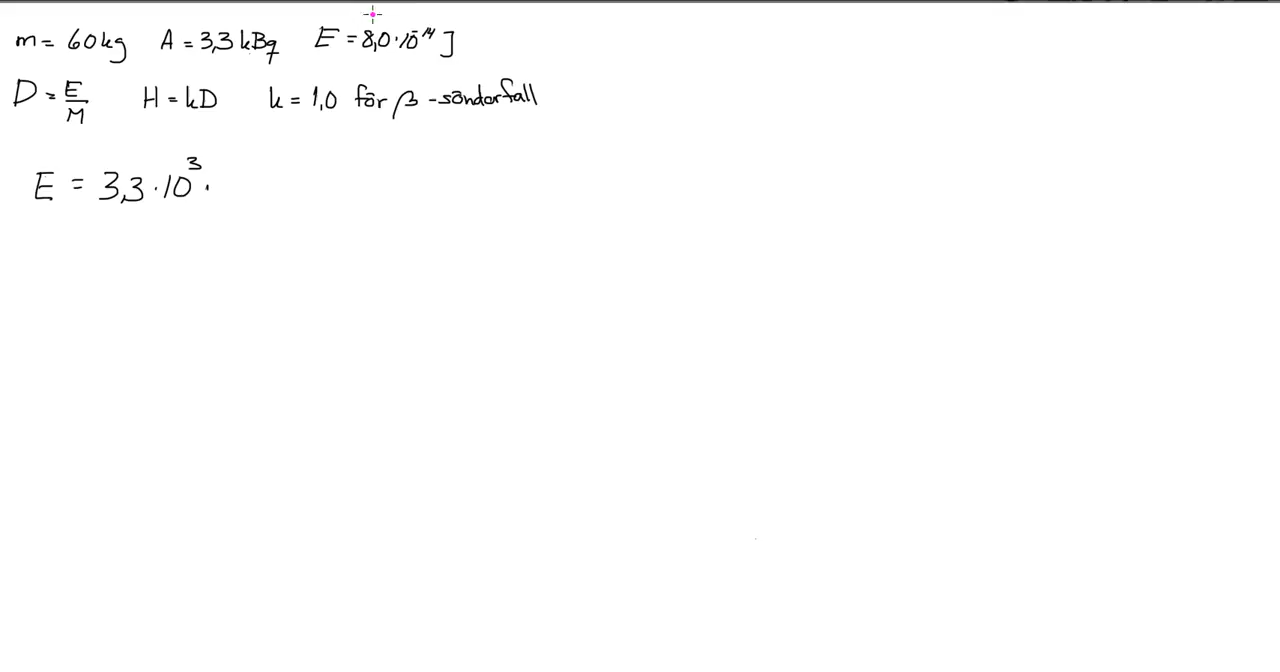 m = 60kg A = 3,3 kBq E = 8,0·10⁻¹⁴ J
D = E/M H = kD k = 1,0 för β-sönderfall
E = 3,3·10³·